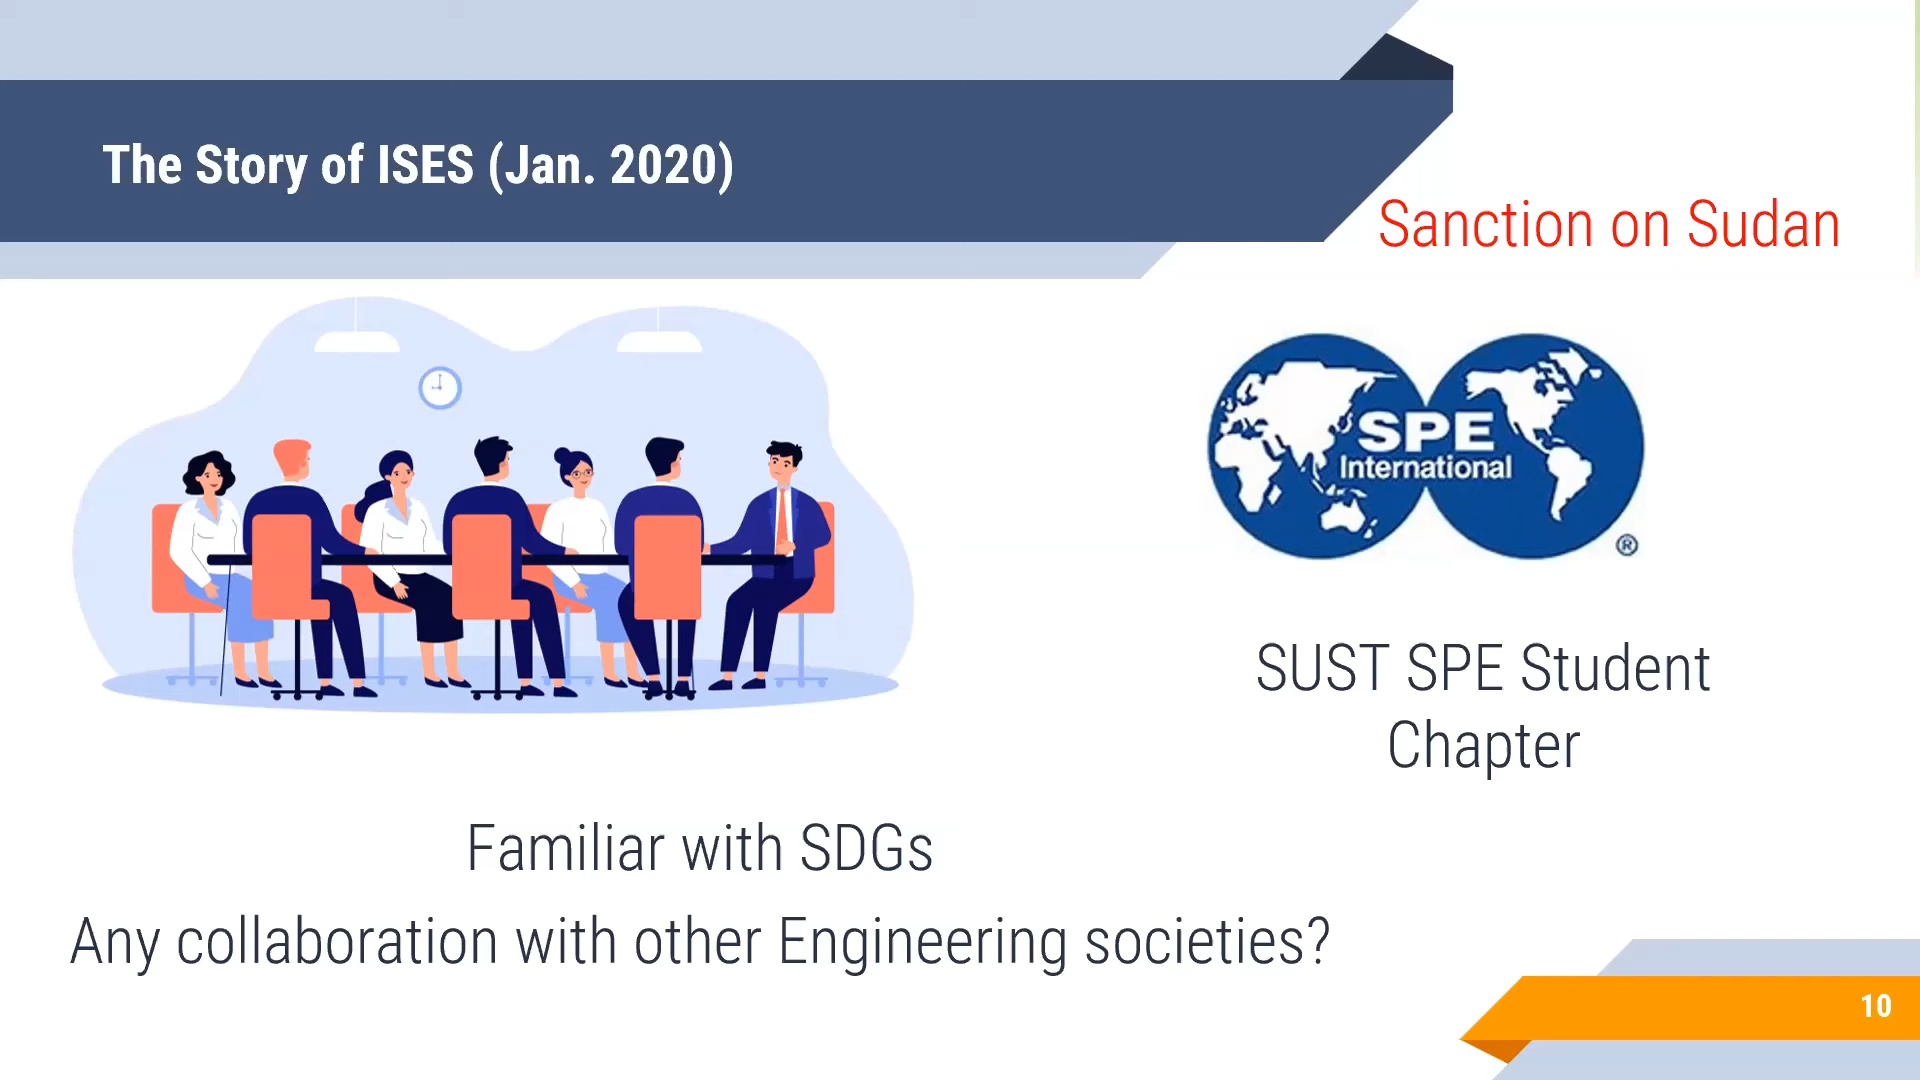 The Story of ISES (Jan. 2020)
Sanction on Sudan
SPE
International
®
SUST SPE Student
Chapter
Familiar with SDGs
Any collaboration with other Engineering societies?
10